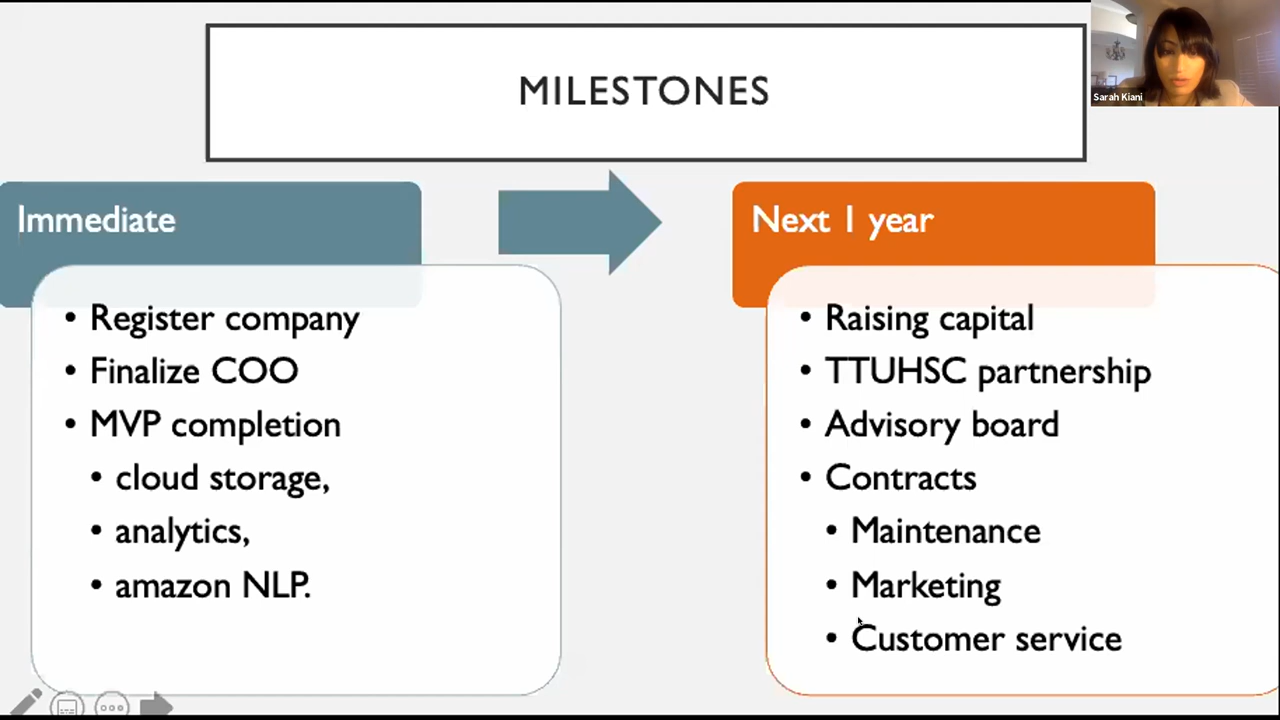 MILESTONES
Sarah Kiani
Immediate
• Register company
• Finalize COO
• MVP completion
• cloud storage,
• analytics,
• amazon NLP.
Next 1 year
• Raising capital
• TTUHSC partnership
• Advisory board
• Contracts
• Maintenance
• Marketing
• Customer service